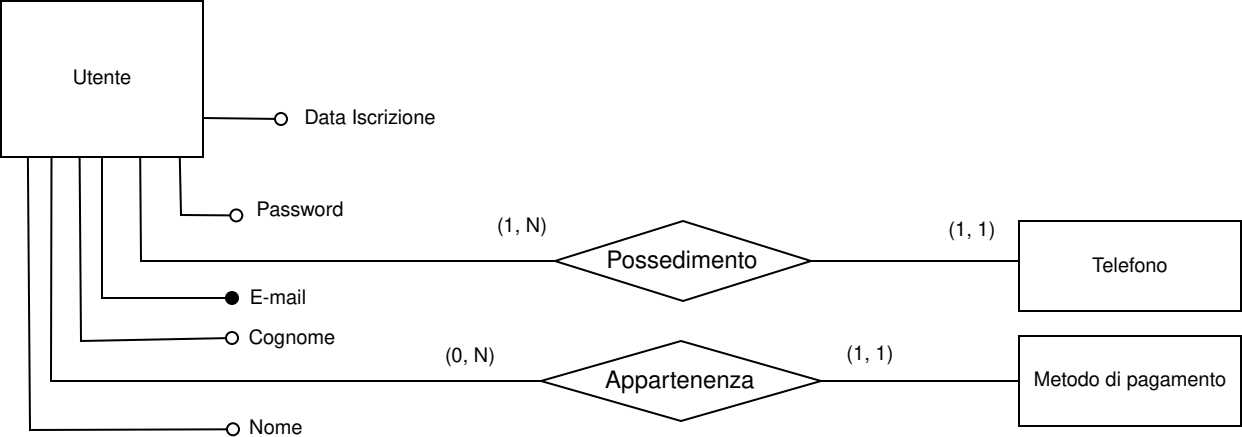 Utente
Data Iscrizione
Password
(1, N)
Possedimento
(1, 1)
Telefono
E-mail
Cognome
(0, N)
Appartenenza
(1, 1)
Metodo di pagamento
Nome